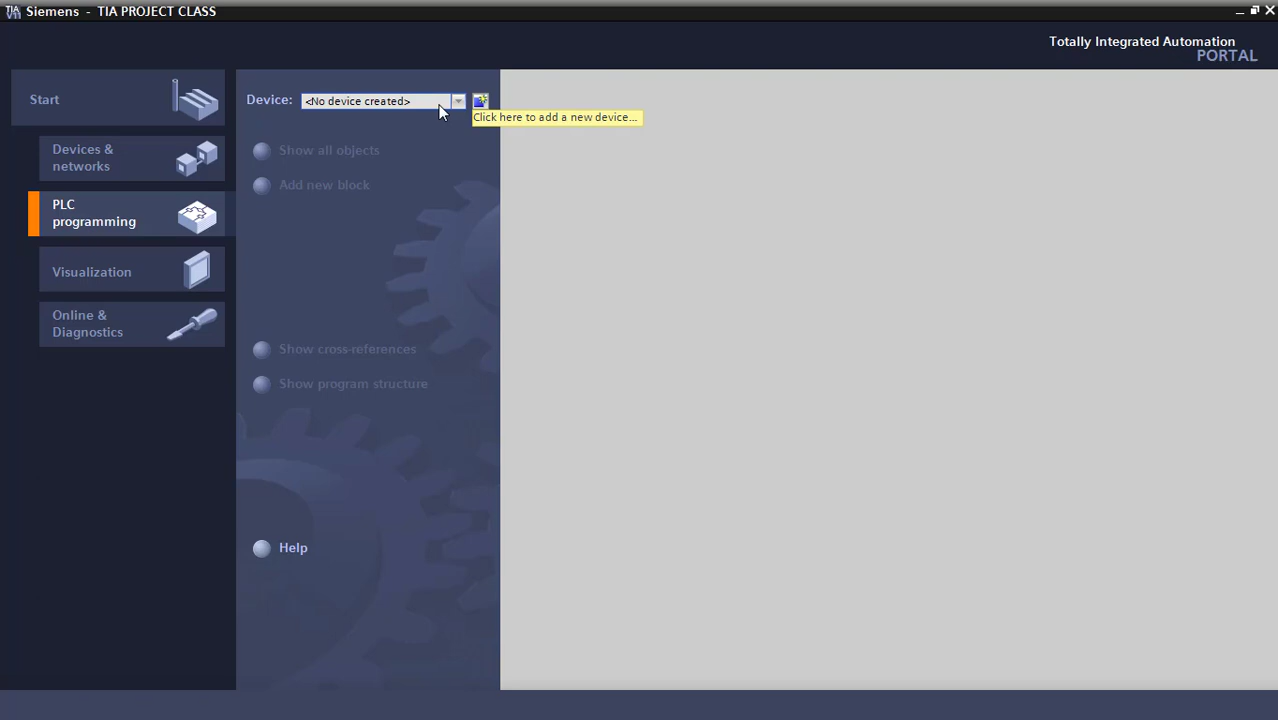 Siemens - TIA PROJECT CLASS
Totally Integrated Automation
PORTAL
Start
Devices &
networks
PLC
programming
Visualization
Online &
Diagnostics
Device: <No device created>
Click here to add a new device...
Show all objects
Add new block
Show cross-references
Show program structure
Help